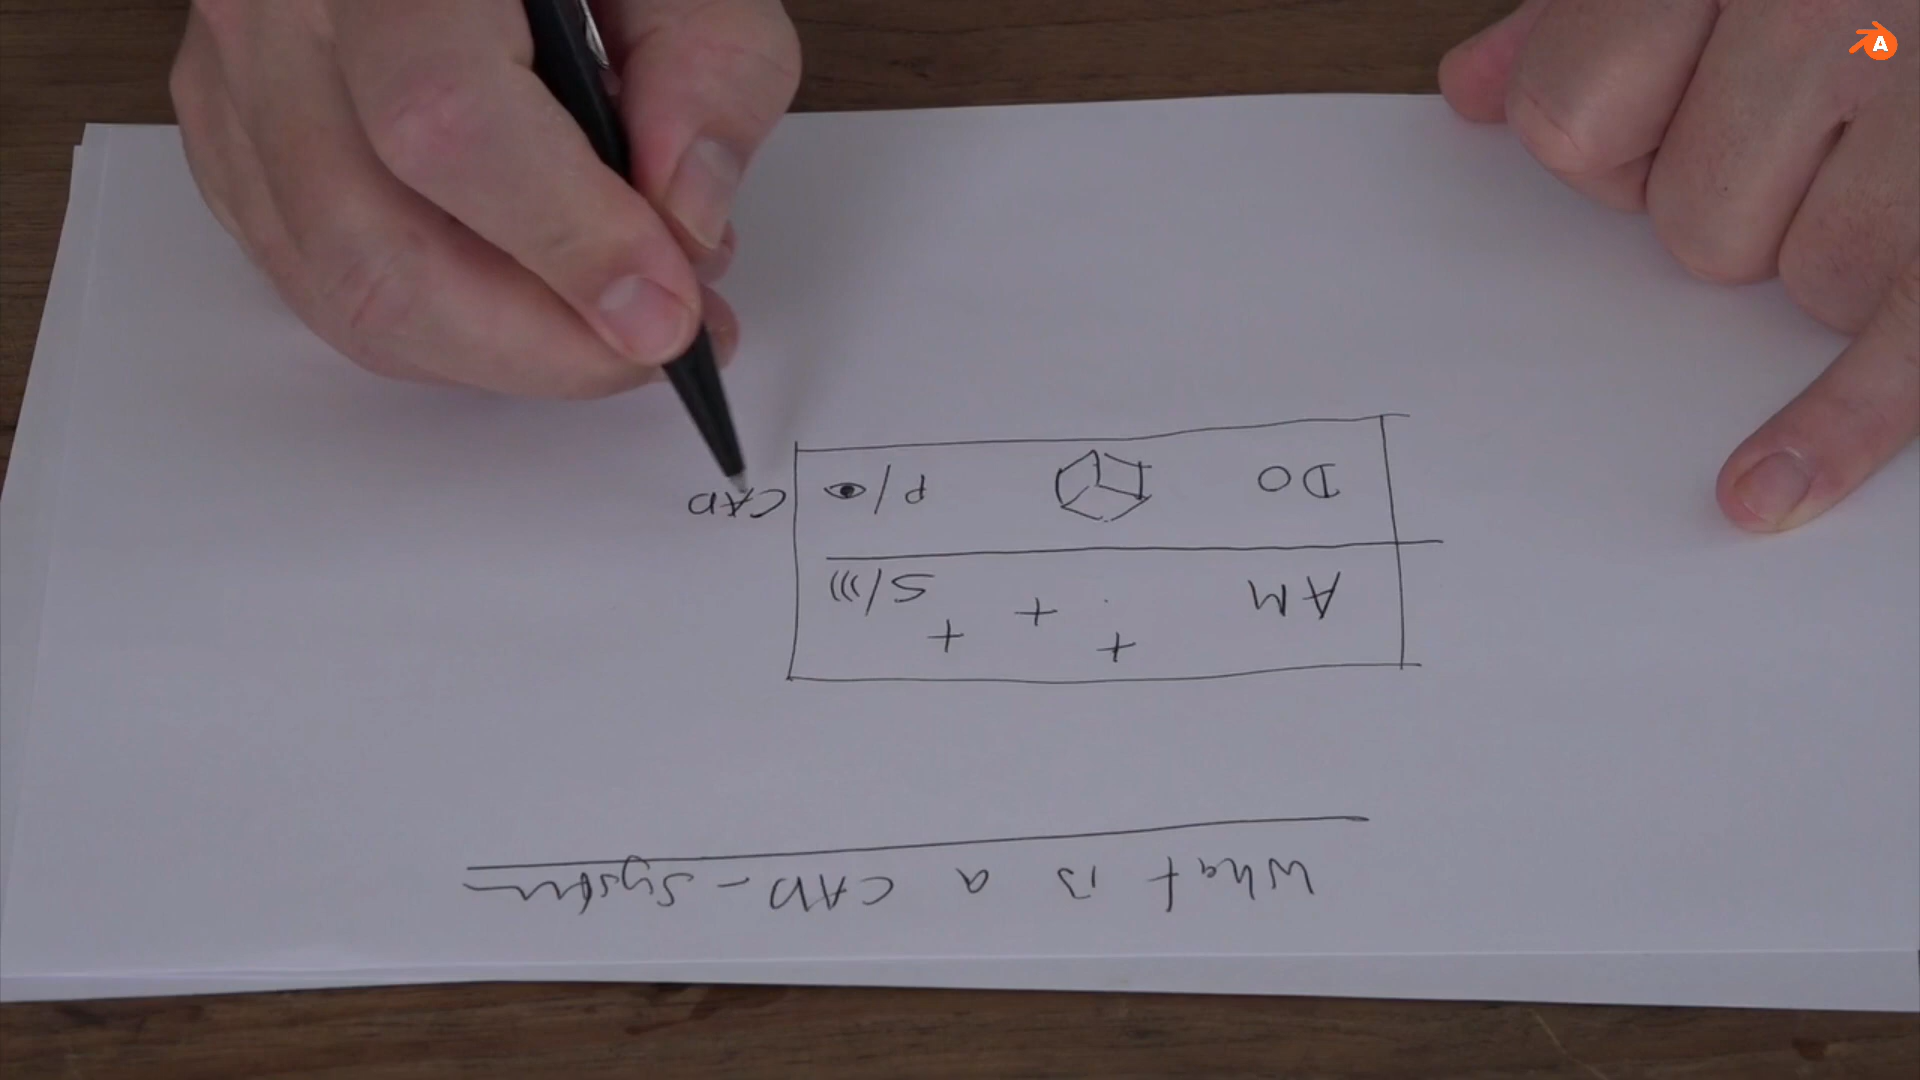 What is a CAD-System
AM S/)))
DO P/ CAD
A